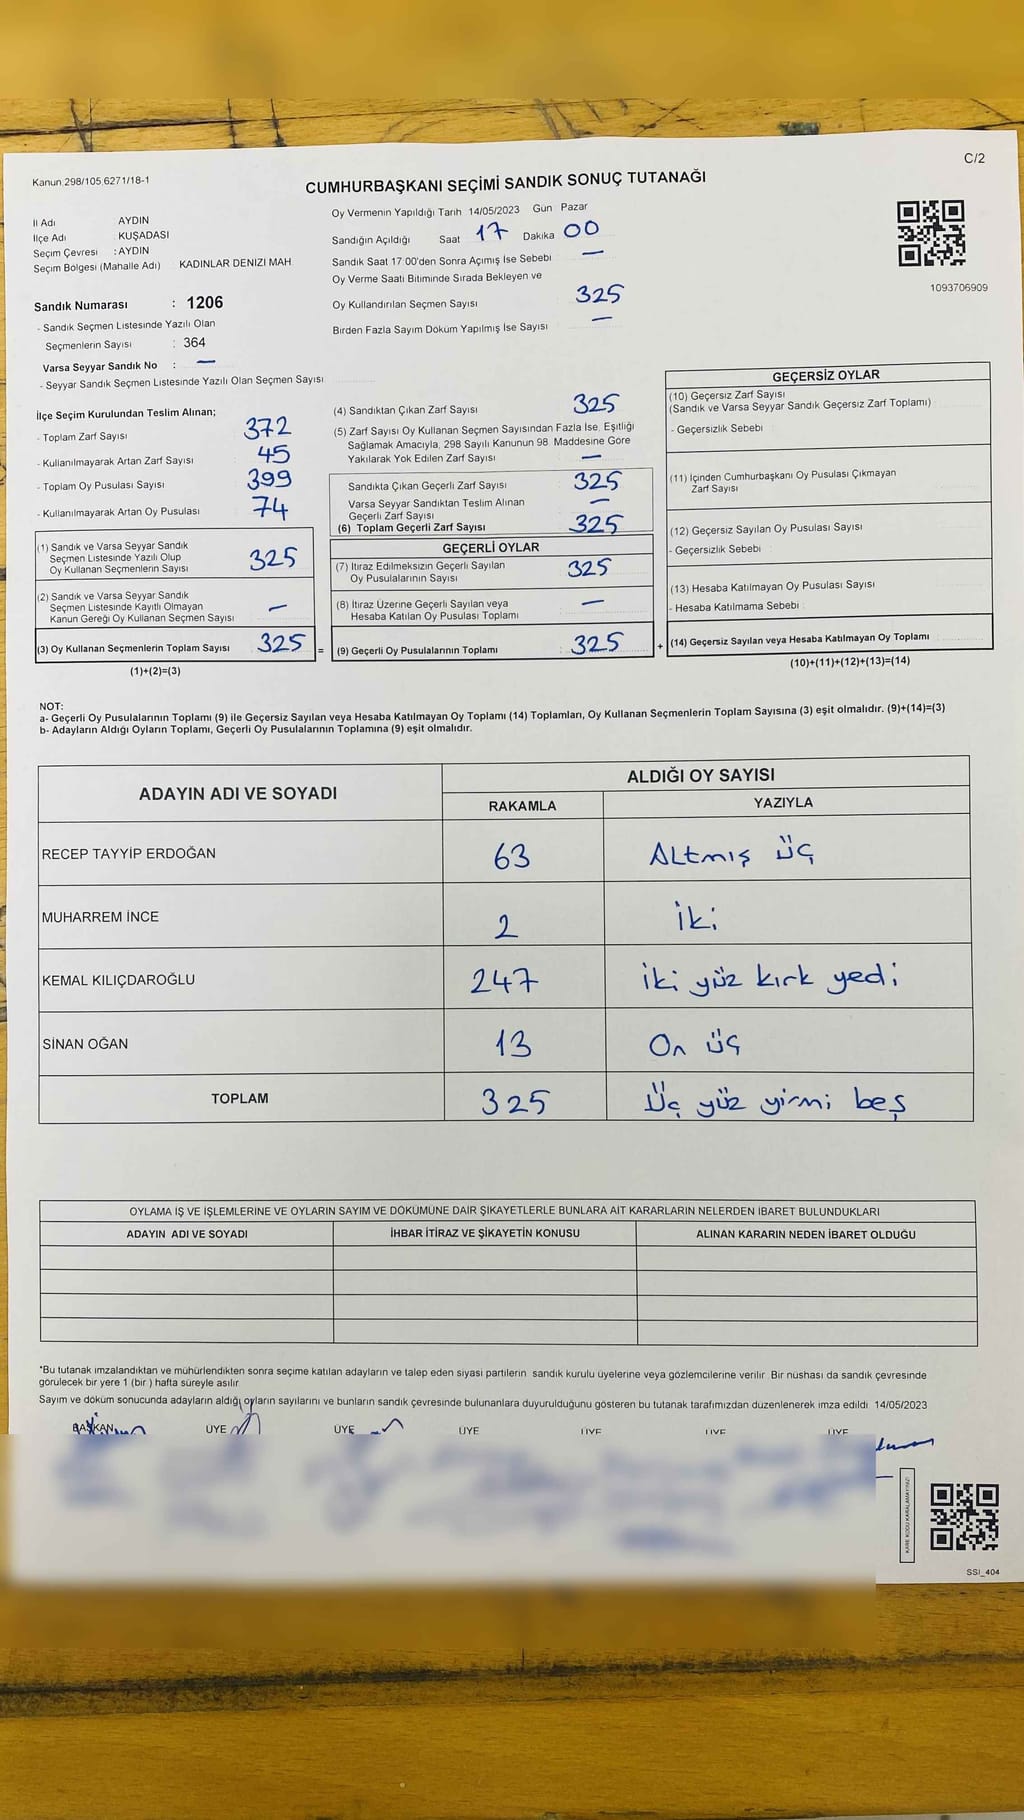 C/2
Kanun 298/105,6271/18-1
CUMHURBAŞKANI SEÇİMİ SANDIK SONUÇ TUTANAĞI
İl Adı AYDIN
İlçe Adı : KUŞADASI
Seçim Çevresi : AYDIN
Seçim Bölgesi (Mahalle Adı) KADINLAR DENIZI MAH
Oy Vermenin Yapıldığı Tarih 14/05/2023 Gün Pazar
Sandığın Açıldığı Saat 17 Dakika 00
Sandık Saat 17:00'den Sonra Açımış İse Sebebi —
Oy Verme Saati Bitiminde Sırada Bekleyen ve
Oy Kullandırılan Seçmen Sayısı 325
Birden Fazla Sayım Döküm Yapılmış İse Sayısı —
1093706909
Sandık Numarası : 1206
- Sandık Seçmen Listesinde Yazılı Olan
Seçmenlerin Sayısı : 364
Varsa Seyyar Sandık No : —
- Seyyar Sandık Seçmen Listesinde Yazılı Olan Seçmen Sayısı
İlçe Seçim Kurulundan Teslim Alınan;
- Toplam Zarf Sayısı 372
- Kullanılmayarak Artan Zarf Sayısı 45
- Toplam Oy Pusulası Sayısı 399
- Kullanılmayarak Artan Oy Pusulası 74
(1) Sandık ve Varsa Seyyar Sandık
Seçmen Listesinde Yazılı Olup
Oy Kullanan Seçmenlerin Sayısı 325
(2) Sandık ve Varsa Seyyar Sandık
Seçmen Listesinde Kayıtlı Olmayan
Kanun Gereği Oy Kullanan Seçmen Sayısı —
(3) Oy Kullanan Seçmenlerin Toplam Sayısı 325 =
(1)+(2)=(3)
(4) Sandıktan Çıkan Zarf Sayısı 325
(5) Zarf Sayısı Oy Kullanan Seçmen Sayısından Fazla İse, Eşitliği
Sağlamak Amacıyla, 298 Sayılı Kanunun 98. Maddesine Göre
Yakılarak Yok Edilen Zarf Sayısı —
Sandıkta Çıkan Geçerli Zarf Sayısı 325
Varsa Seyyar Sandıktan Teslim Alınan
Geçerli Zarf Sayısı —
(6) Toplam Geçerli Zarf Sayısı 325
GEÇERLİ OYLAR
(7) İtiraz Edilmeksizin Geçerli Sayılan
Oy Pusulalarının Sayısı 325
(8) İtiraz Üzerine Geçerli Sayılan veya
Hesaba Katılan Oy Pusulası Toplamı —
(9) Geçerli Oy Pusulalarının Toplamı : 325 +
GEÇERSİZ OYLAR
(10) Geçersiz Zarf Sayısı
(Sandık ve Varsa Seyyar Sandık Geçersiz Zarf Toplamı)
- Geçersizlik Sebebi
(11) İçinden Cumhurbaşkanı Oy Pusulası Çıkmayan
Zarf Sayısı
(12) Geçersiz Sayılan Oy Pusulası Sayısı
- Geçersizlik Sebebi
(13) Hesaba Katılmayan Oy Pusulası Sayısı
- Hesaba Katılmama Sebebi
(14) Geçersiz Sayılan veya Hesaba Katılmayan Oy Toplamı
(10)+(11)+(12)+(13)=(14)
NOT:
a- Geçerli Oy Pusulalarının Toplamı (9) ile Geçersiz Sayılan veya Hesaba Katılmayan Oy Toplamı (14) Toplamları, Oy Kullanan Seçmenlerin Toplam Sayısına (3) eşit olmalıdır. (9)+(14)=(3)
b- Adayların Aldığı Oyların Toplamı, Geçerli Oy Pusulalarının Toplamına (9) eşit olmalıdır.
ADAYIN ADI VE SOYADI ALDIĞI OY SAYISI
RAKAMLA YAZIYLA
RECEP TAYYİP ERDOĞAN 63 Altmış üç
MUHARREM İNCE 2 iki
KEMAL KILIÇDAROĞLU 247 iki yüz kırk yedi
SİNAN OĞAN 13 On üç
TOPLAM 325 Üç yüz yirmi beş
OYLAMA İŞ VE İŞLEMLERINE VE OYLARIN SAYIM VE DÖKÜMÜNE DAİR ŞİKAYETLERLE BUNLARA AİT KARARLARIN NELERDEN İBARET BULUNDUKLARI
ADAYIN ADI VE SOYADI İHBAR İTİRAZ VE ŞİKAYETİN KONUSU ALINAN KARARIN NEDEN İBARET OLDUĞU
*Bu tutanak imzalandıktan ve mühürlendikten sonra seçime katılan adayların ve talep eden siyasi partilerin sandık kurulu üyelerine veya gözlemcilerine verilir. Bir nüshası da sandık çevresinde
görülecek bir yere 1 (bir ) hafta süreyle asılır
Sayım ve döküm sonucunda adayların aldığı oyların sayılarını ve bunların sandık çevresinde bulunanlara duyurulduğunu gösteren bu tutanak tarafımızdan düzenlenerek imza edildi 14/05/2023
BAŞKAN ÜYE ÜYE ÜYE ÜYE ÜYE ÜYE
KARE KODU KARALAMAYINIZ!
SSI_404